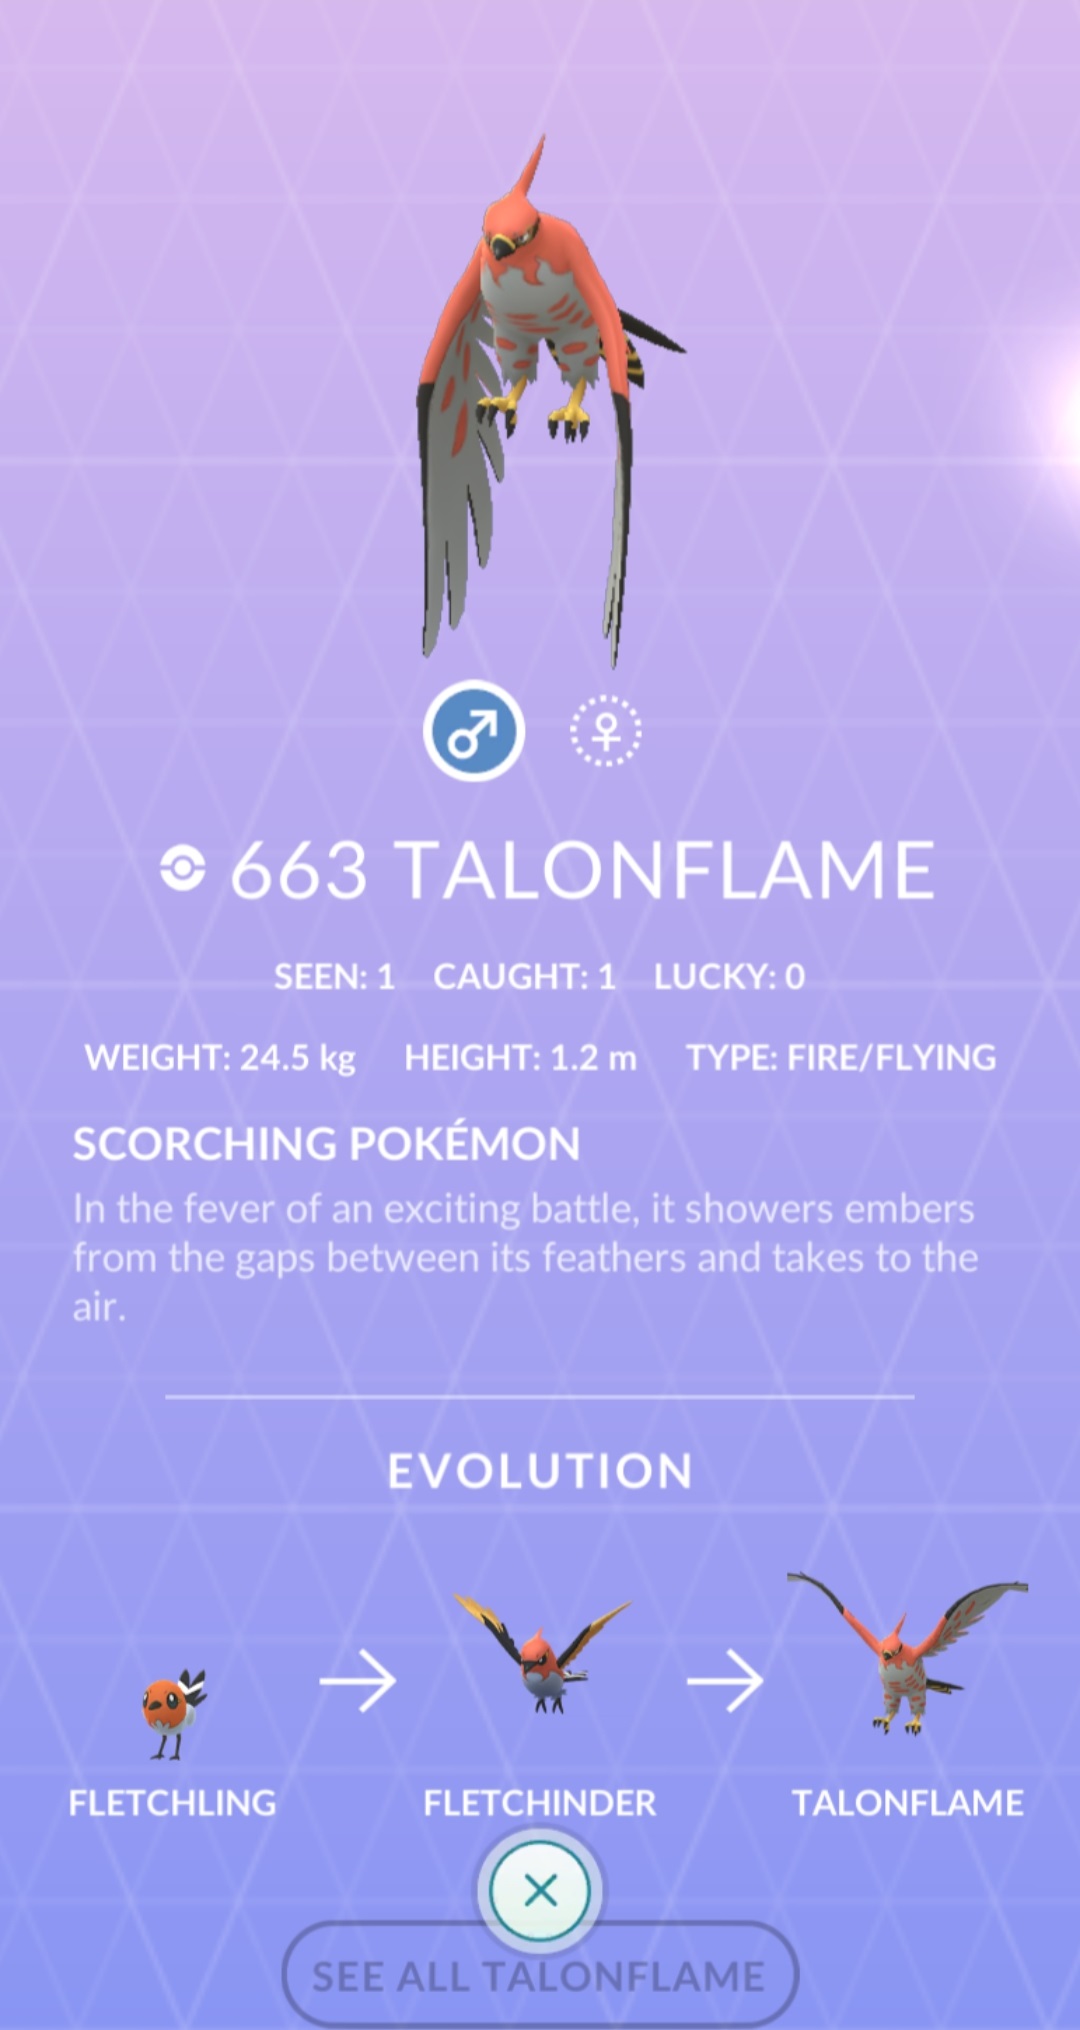 663 TALONFLAME
SEEN: 1 CAUGHT: 1 LUCKY: 0
WEIGHT: 24.5 kg HEIGHT: 1.2 m TYPE: FIRE/FLYING
SCORCHING POKÉMON
In the fever of an exciting battle, it showers embers
from the gaps between its feathers and takes to the
air.
EVOLUTION
FLETCHLING FLETCHINDER TALONFLAME
SEE ALL TALONFLAME